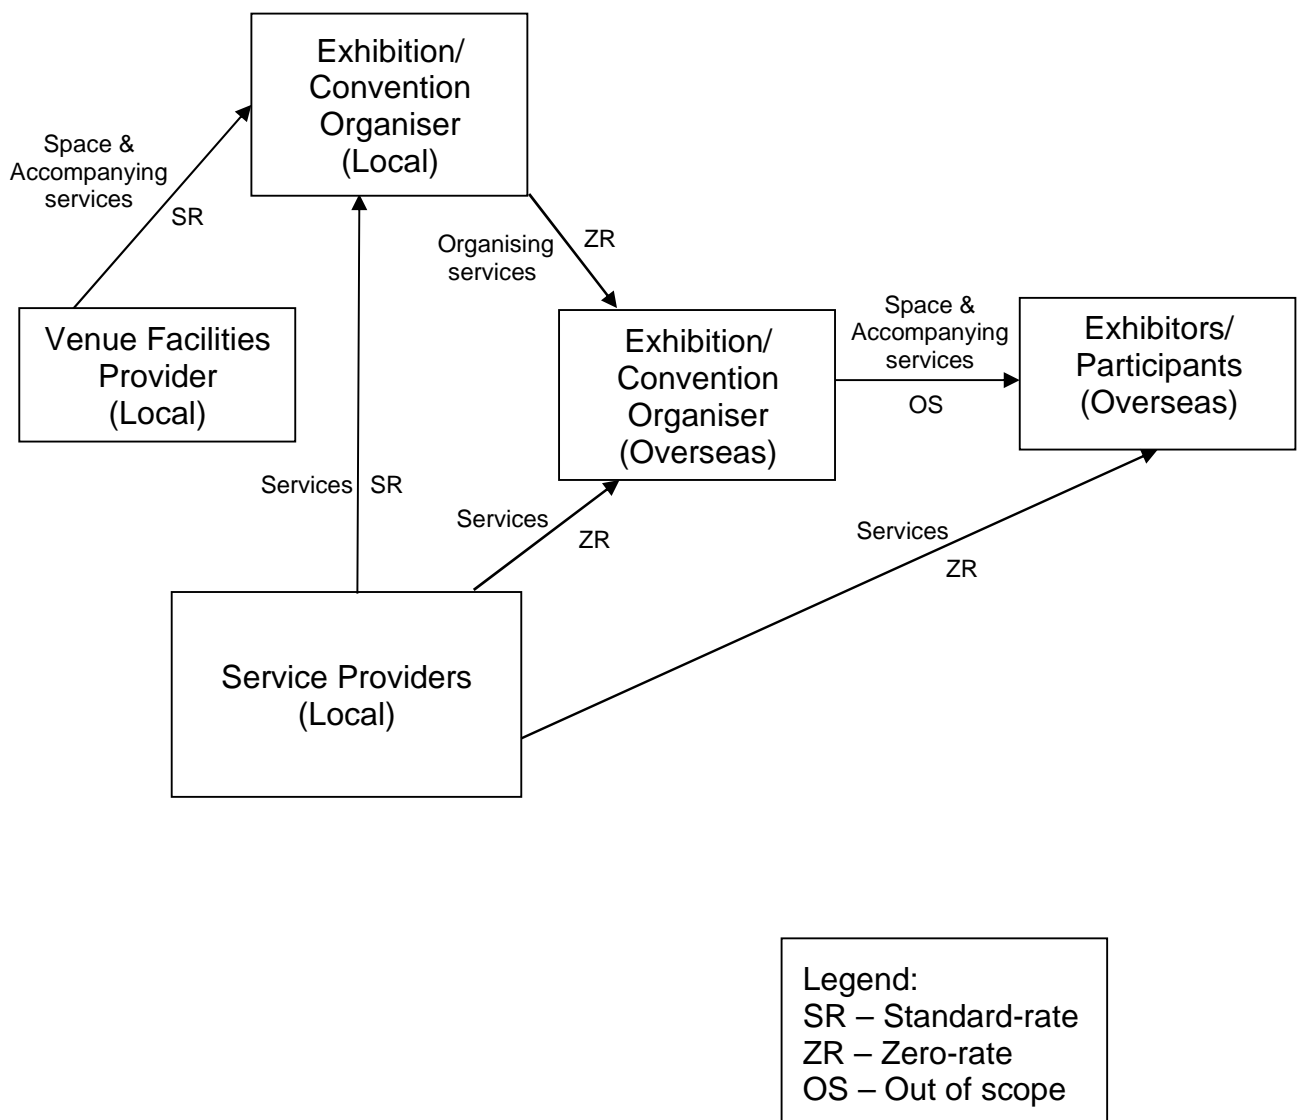 Exhibition/
Convention
Organiser
(Local)
Space &
Accompanying
services
SR
Organising
services
ZR
Venue Facilities
Provider
(Local)
Exhibition/
Convention
Organiser
(Overseas)
Space &
Accompanying
services
OS
Exhibitors/
Participants
(Overseas)
Services
SR
Services
ZR
Services
ZR
Service Providers
(Local)
Legend:
SR – Standard-rate
ZR – Zero-rate
OS – Out of scope